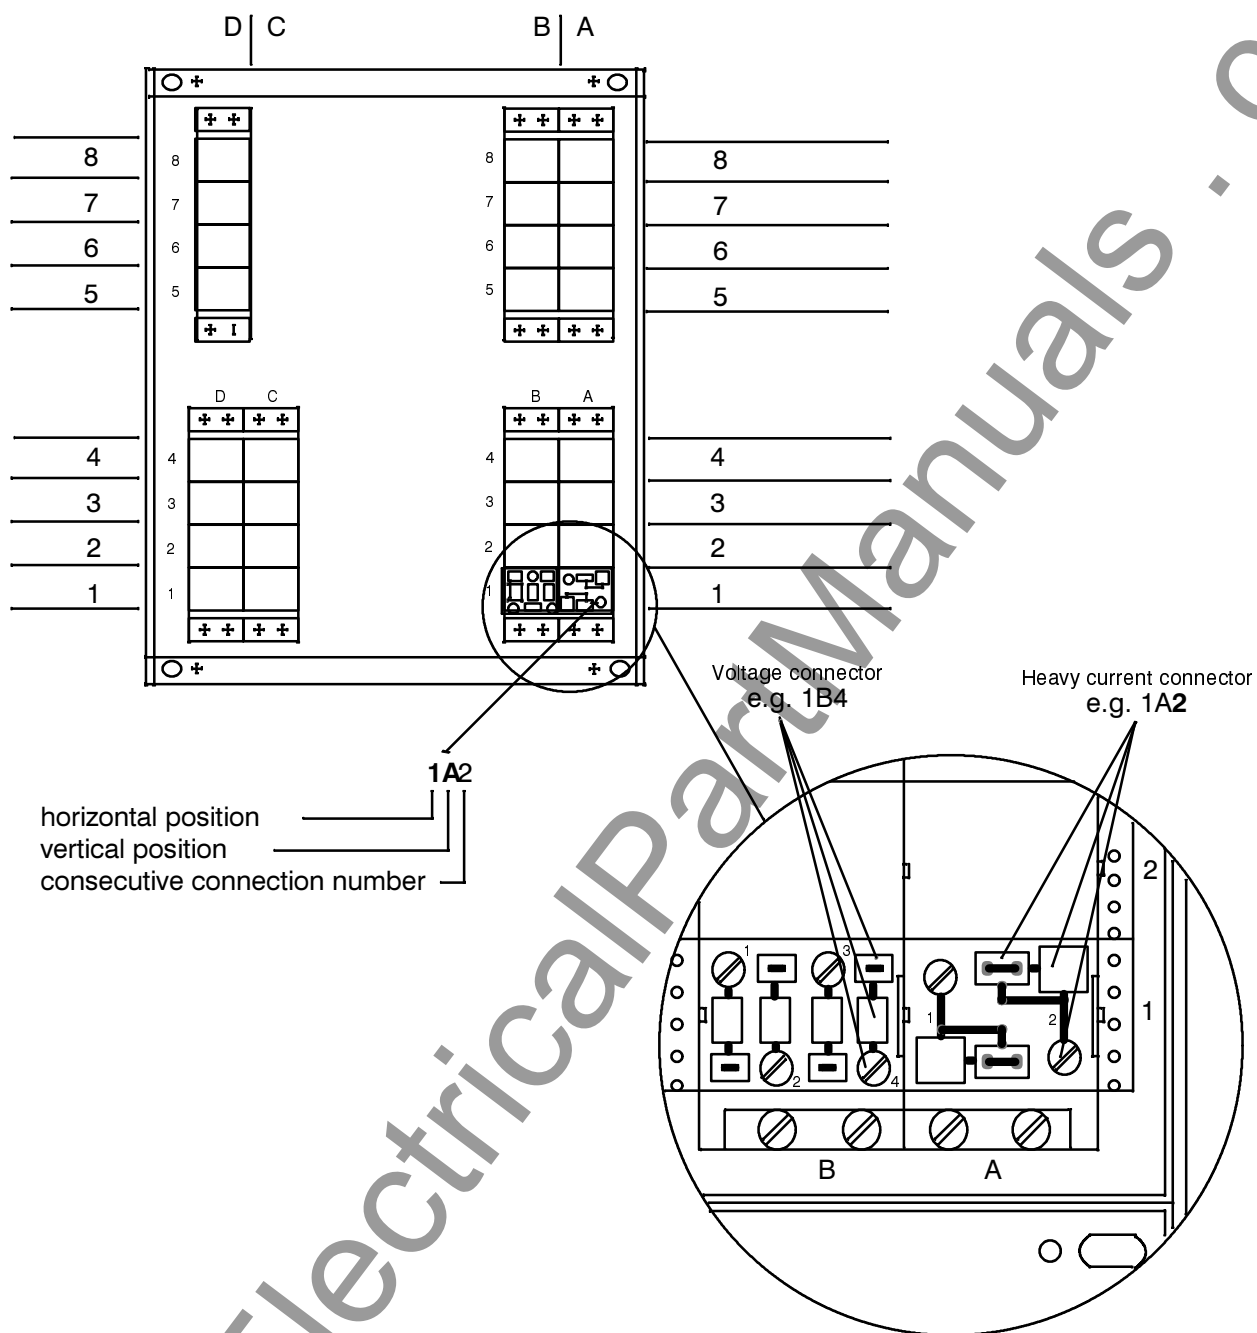 D C B A
8 8 8 8
7 7 7 7
6 6 6 6
5 5 5 5
D C B A
4 4 4 4
3 3 3 3
2 2 2 2
1 1 1 1
Voltage connector
e.g. 1B4
Heavy current connector
e.g. 1A2
1A2
horizontal position
vertical position
consecutive connection number
2
1 3
1 2 1
2 4
B A
ElectricalPartManuals . c